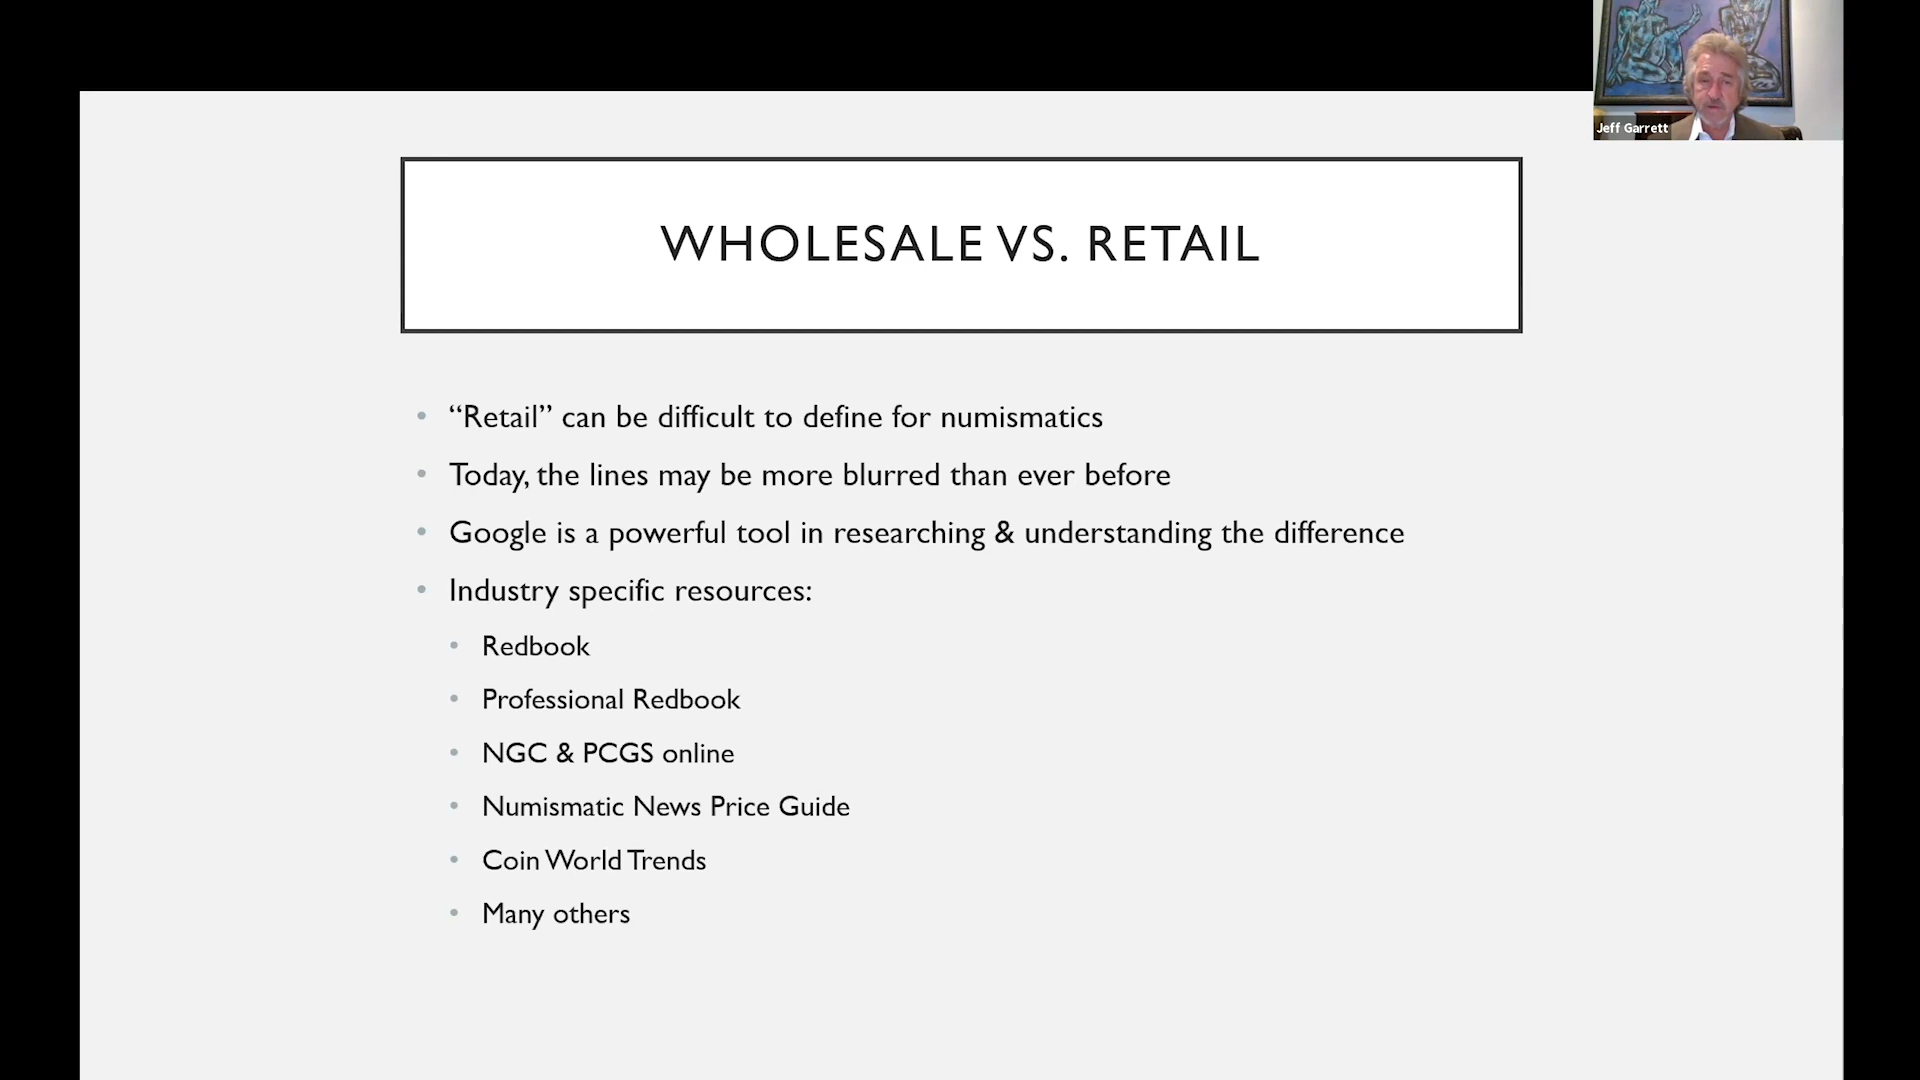 Jeff Garrett
WHOLESALE VS. RETAIL
• “Retail” can be difficult to define for numismatics
• Today, the lines may be more blurred than ever before
• Google is a powerful tool in researching & understanding the difference
• Industry specific resources:
• Redbook
• Professional Redbook
• NGC & PCGS online
• Numismatic News Price Guide
• Coin World Trends
• Many others